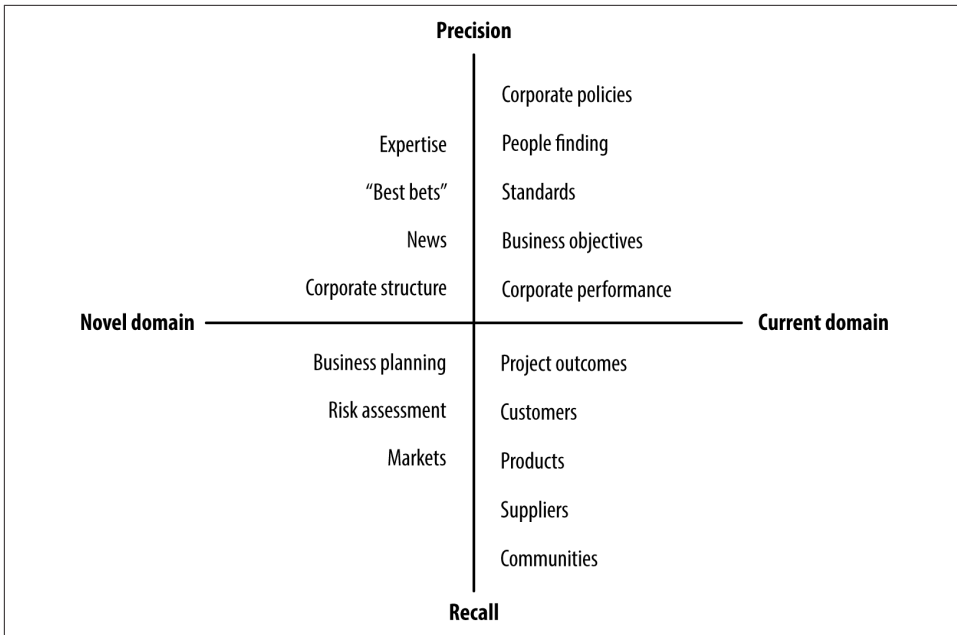 Precision
Corporate policies
Expertise
People finding
“Best bets”
Standards
News
Business objectives
Corporate structure
Corporate performance
Novel domain
Current domain
Business planning
Project outcomes
Risk assessment
Customers
Markets
Products
Suppliers
Communities
Recall